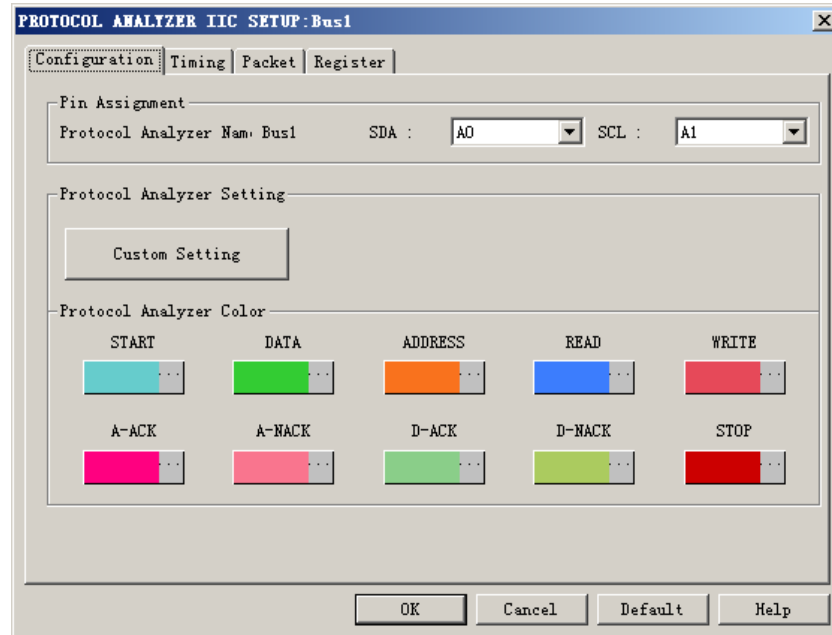 PROTOCOL ANALYZER IIC SETUP:Bus1
Configuration Timing Packet Register
Pin Assignment
Protocol Analyzer Nam Bus1 SDA : A0 SCL : A1
Protocol Analyzer Setting
Custom Setting
Protocol Analyzer Color
START DATA ADDRESS READ WRITE
... ... ... ... ...
A-ACK A-NACK D-ACK D-NACK STOP
... ... ... ... ...
OK Cancel Default Help